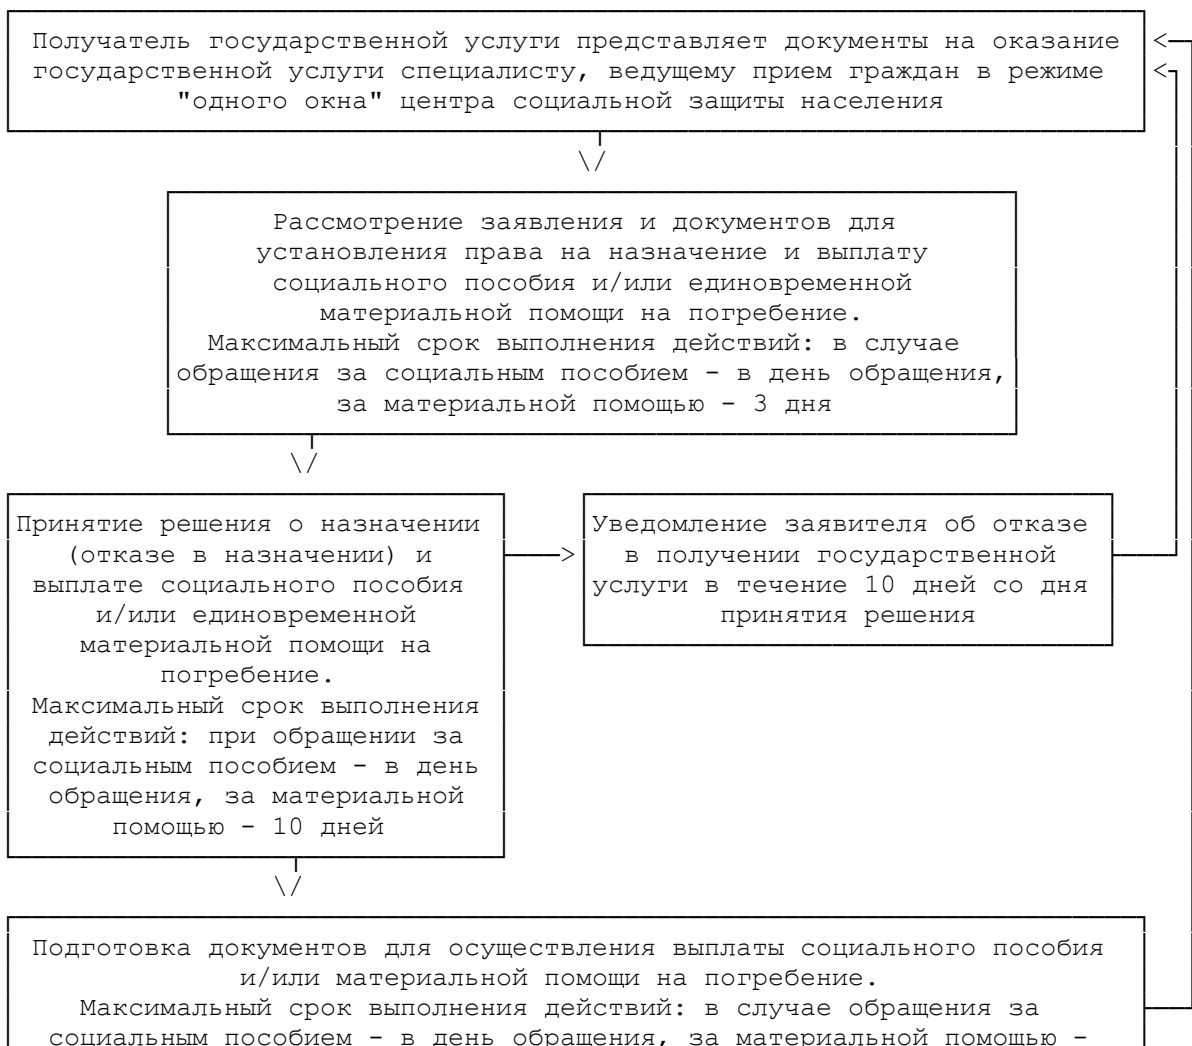 Получатель государственной услуги представляет документы на оказание
государственной услуги специалисту, ведущему прием граждан в режиме
"одного окна" центра социальной защиты населения
Рассмотрение заявления и документов для
установления права на назначение и выплату
социального пособия и/или единовременной
материальной помощи на погребение.
Максимальный срок выполнения действий: в случае
обращения за социальным пособием - в день обращения,
за материальной помощью - 3 дня
Принятие решения о назначении
(отказе в назначении) и
выплате социального пособия
и/или единовременной
материальной помощи на
погребение.
Максимальный срок выполнения
действий: при обращении за
социальным пособием - в день
обращения, за материальной
помощью - 10 дней
Уведомление заявителя об отказе
в получении государственной
услуги в течение 10 дней со дня
принятия решения
Подготовка документов для осуществления выплаты социального пособия
и/или материальной помощи на погребение.
Максимальный срок выполнения действий: в случае обращения за
социальным пособием - в день обращения, за материальной помощью -